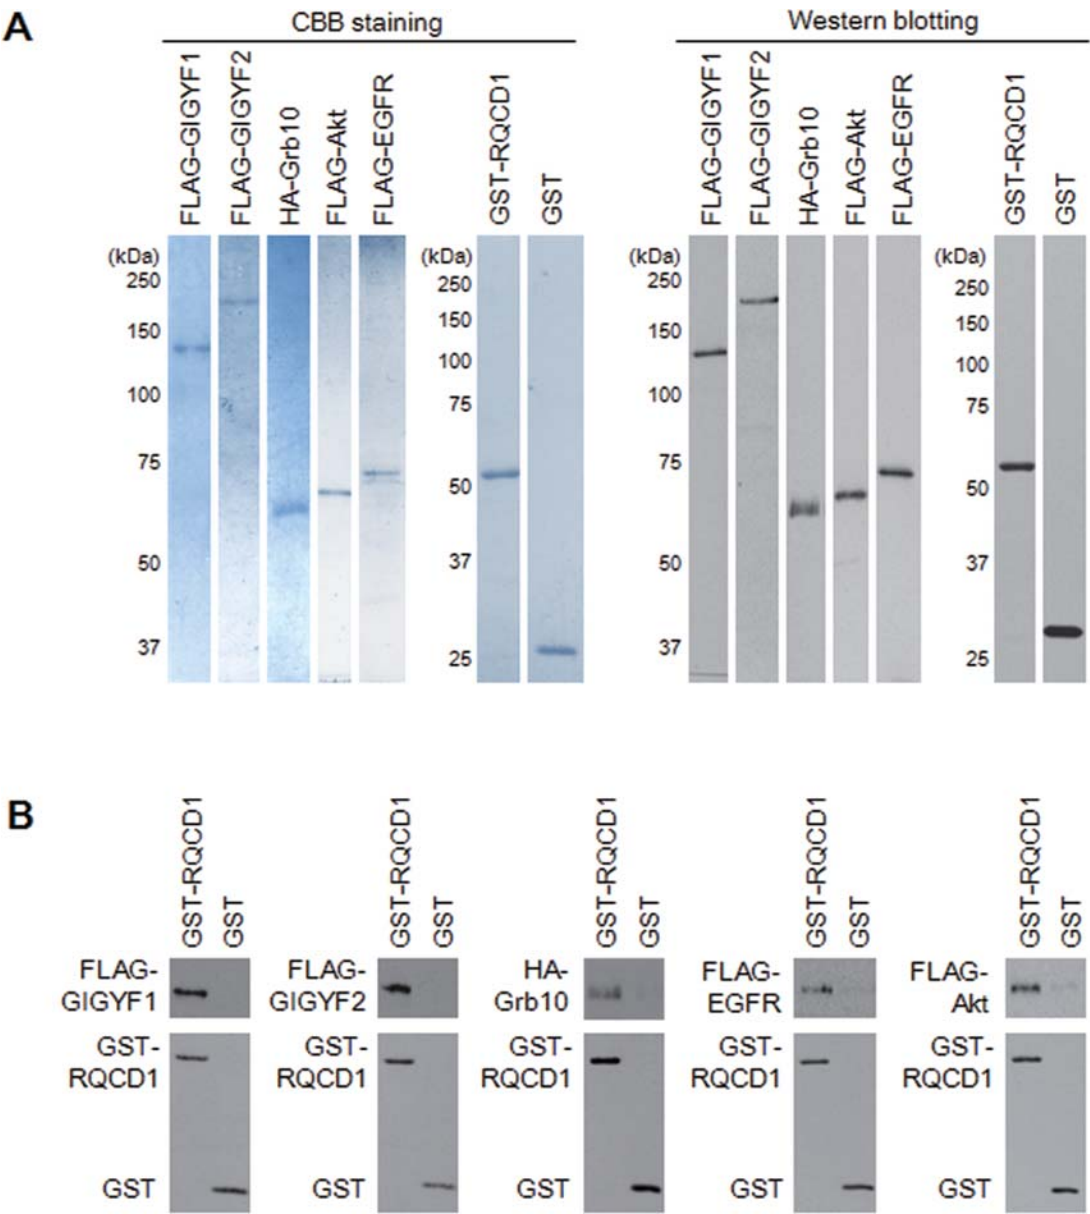 A
CBB staining
Western blotting
FLAG-GIGYF1
FLAG-GIGYF2
HA-Grb10
FLAG-Akt
FLAG-EGFR
GST-RQCD1
GST
FLAG-GIGYF1
FLAG-GIGYF2
HA-Grb10
FLAG-Akt
FLAG-EGFR
GST-RQCD1
GST
(kDa)
250
150
100
75
50
37
(kDa)
250
150
100
75
50
37
25
(kDa)
250
150
100
75
50
37
(kDa)
250
150
100
75
50
37
25
B
GST-RQCD1
GST
GST-RQCD1
GST
GST-RQCD1
GST
GST-RQCD1
GST
GST-RQCD1
GST
FLAG-
GIGYF1
FLAG-
GIGYF2
HA-
Grb10
FLAG-
EGFR
FLAG-
Akt
GST-
RQCD1
GST-
RQCD1
GST-
RQCD1
GST-
RQCD1
GST-
RQCD1
GST
GST
GST
GST
GST